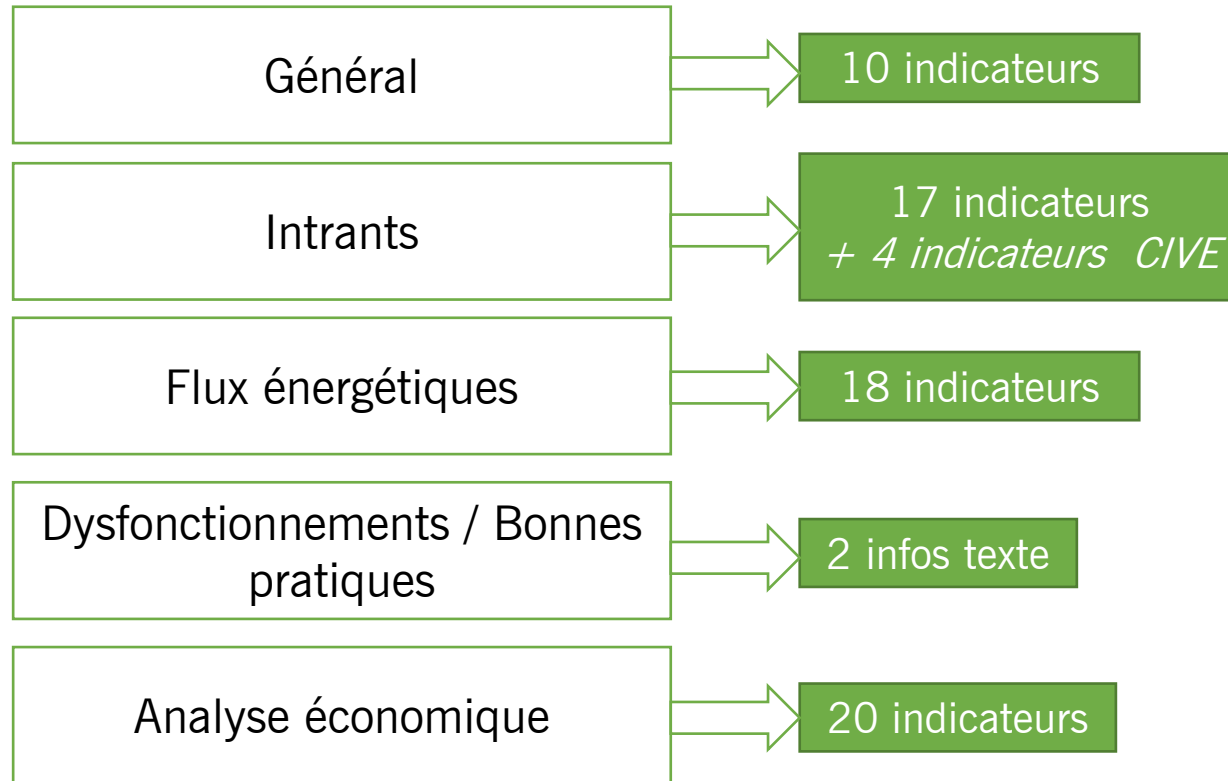 Général
10 indicateurs
Intrants
17 indicateurs
+ 4 indicateurs CIVE
Flux énergétiques
18 indicateurs
Dysfonctionnements / Bonnes
pratiques
2 infos texte
Analyse économique
20 indicateurs